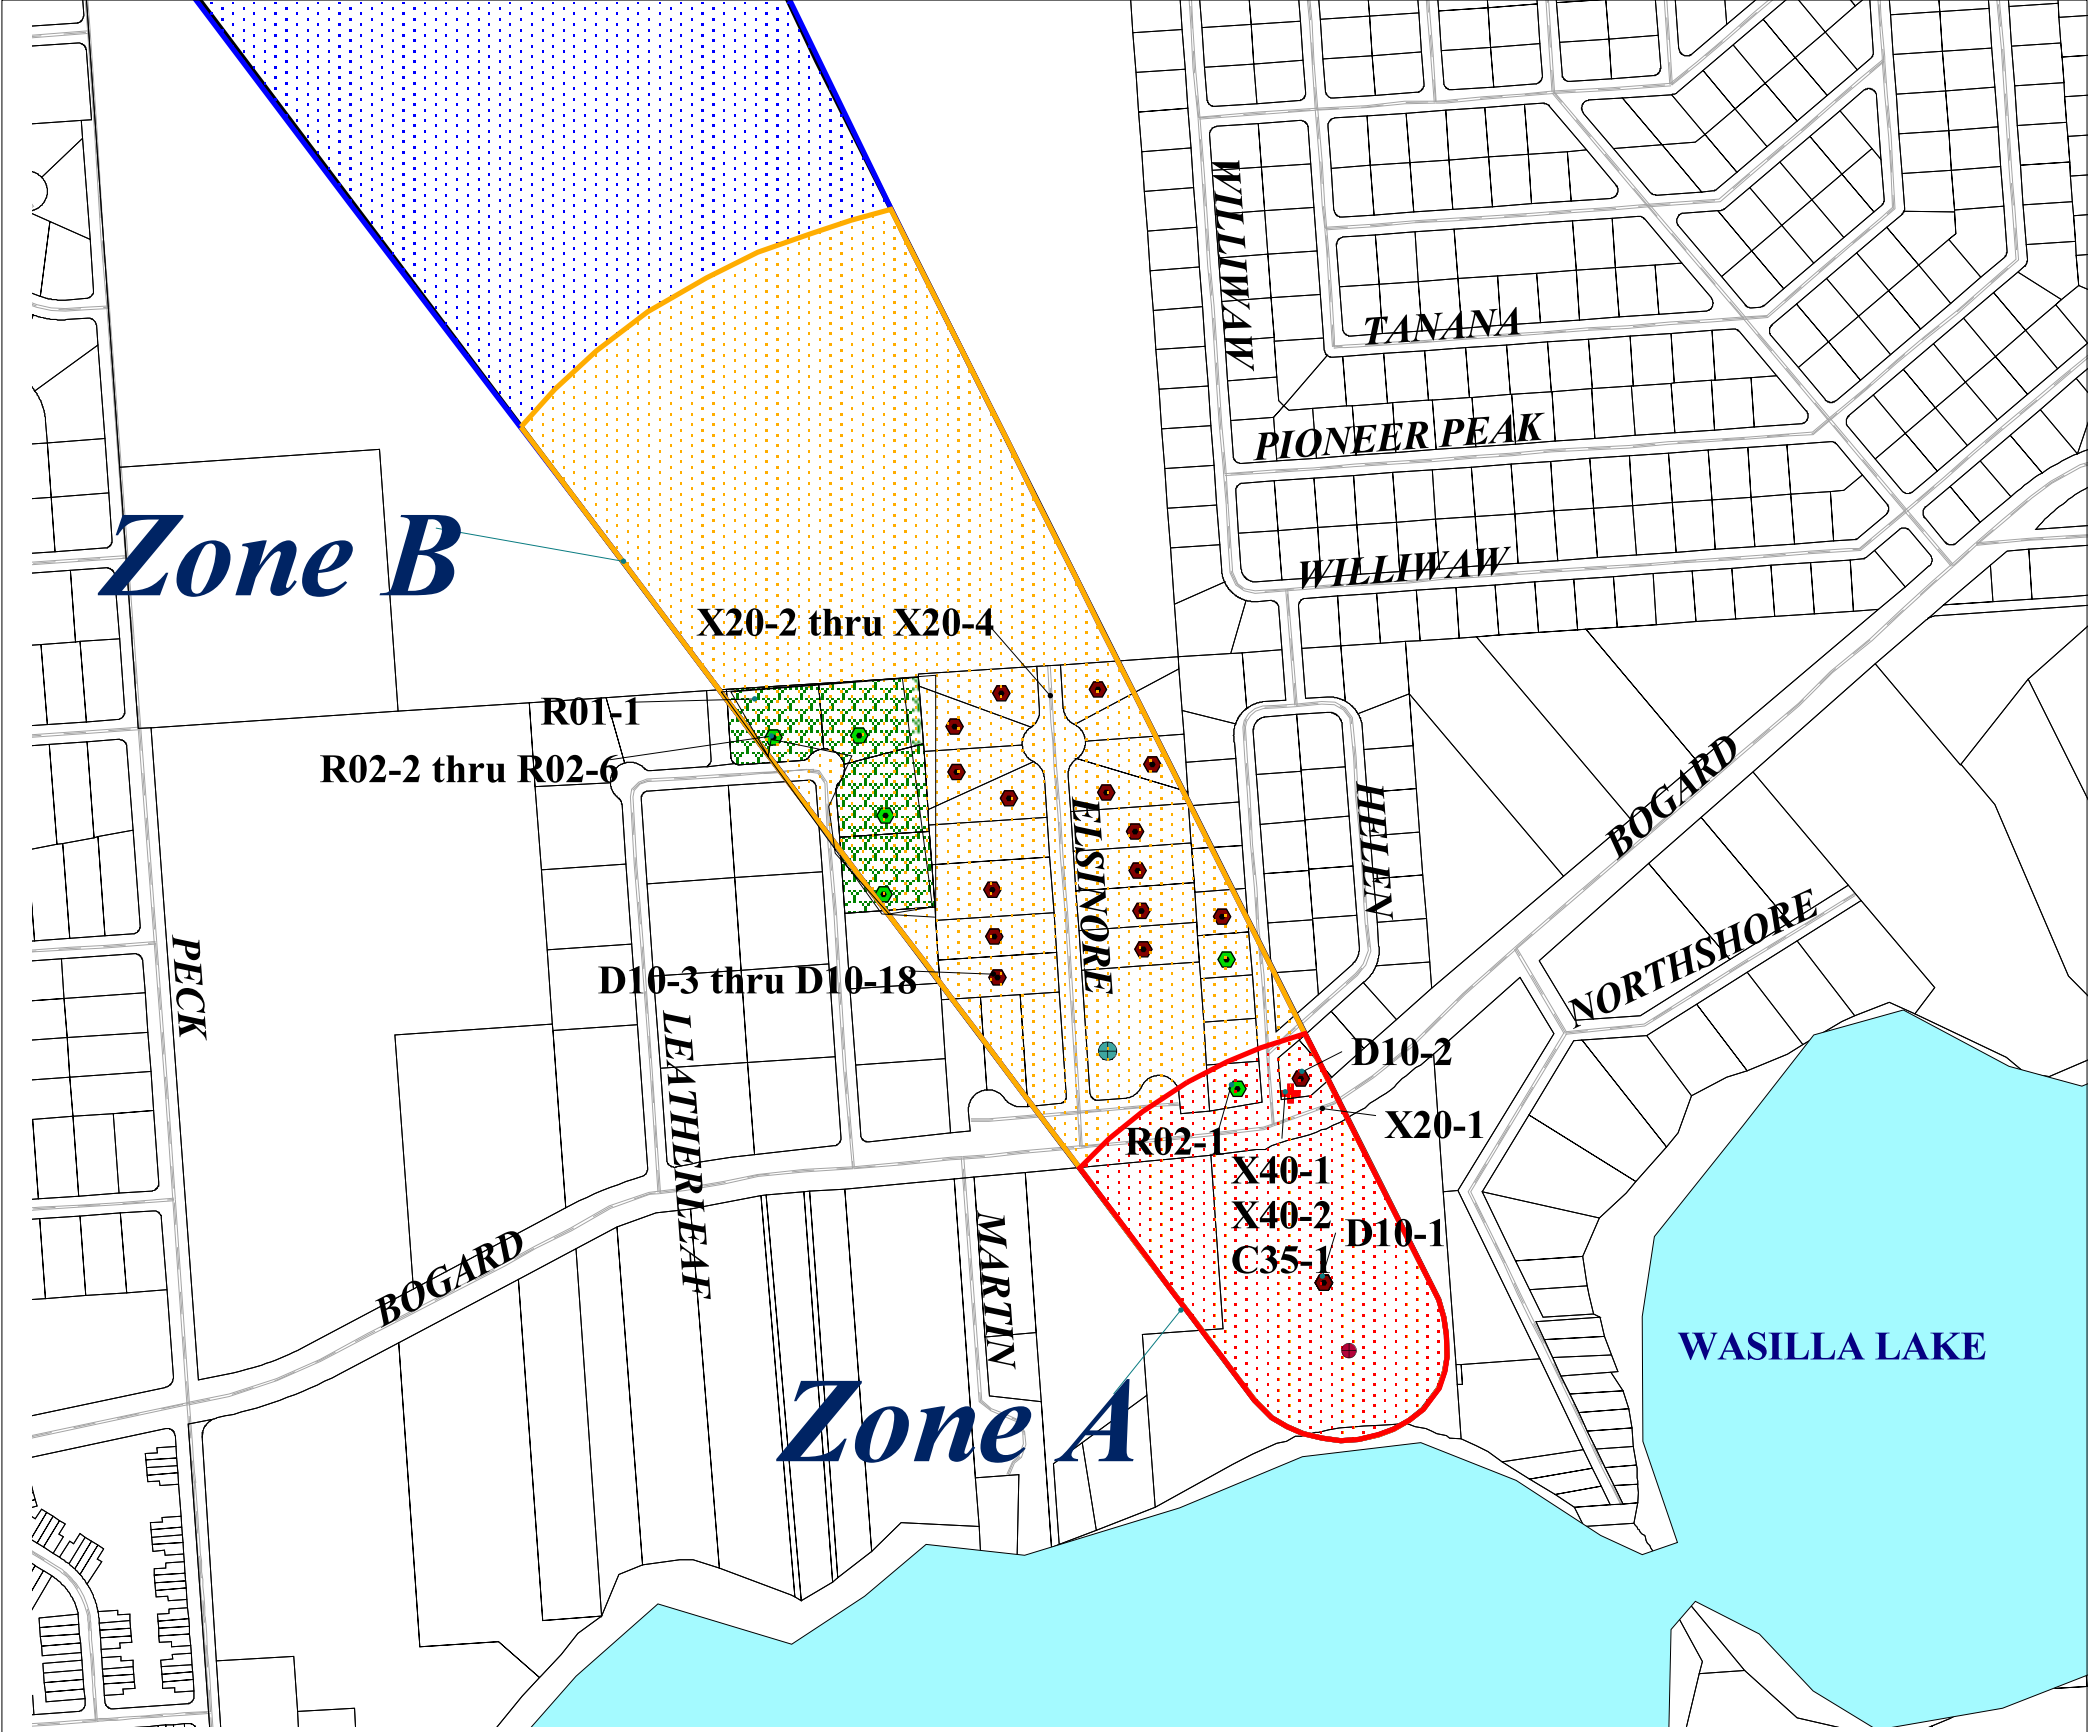 WILLIWAW
TANANA
PIONEER PEAK
Zone B
WILLIWAW
X20-2 thru X20-4
R01-1
R02-2 thru R02-6
BOGARD
HELEN
ELSINORE
NORTHSHORE
PECK
D10-3 thru D10-18
LEATHERLEAF
D10-2
X20-1
R02-1
X40-1
X40-2
D10-1
C35-1
BOGARD
MARTIN
WASILLA LAKE
Zone A